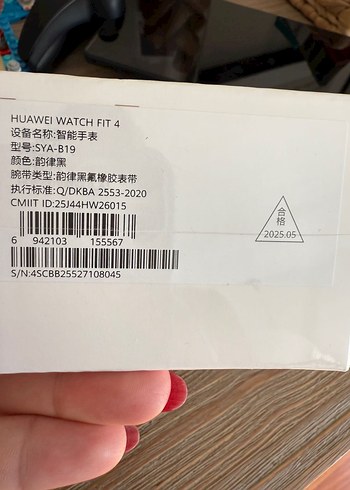 HUAWEI WATCH FIT 4
设备名称:智能手表
型号:SYA-B19
颜色:韵律黑
腕带类型:韵律黑氟橡胶表带
执行标准:Q/DKBA 2553-2020
CMIIT ID:25J44HW26015
6 942103 155567
S/N:4SCBB25527108045
合格
2025.05